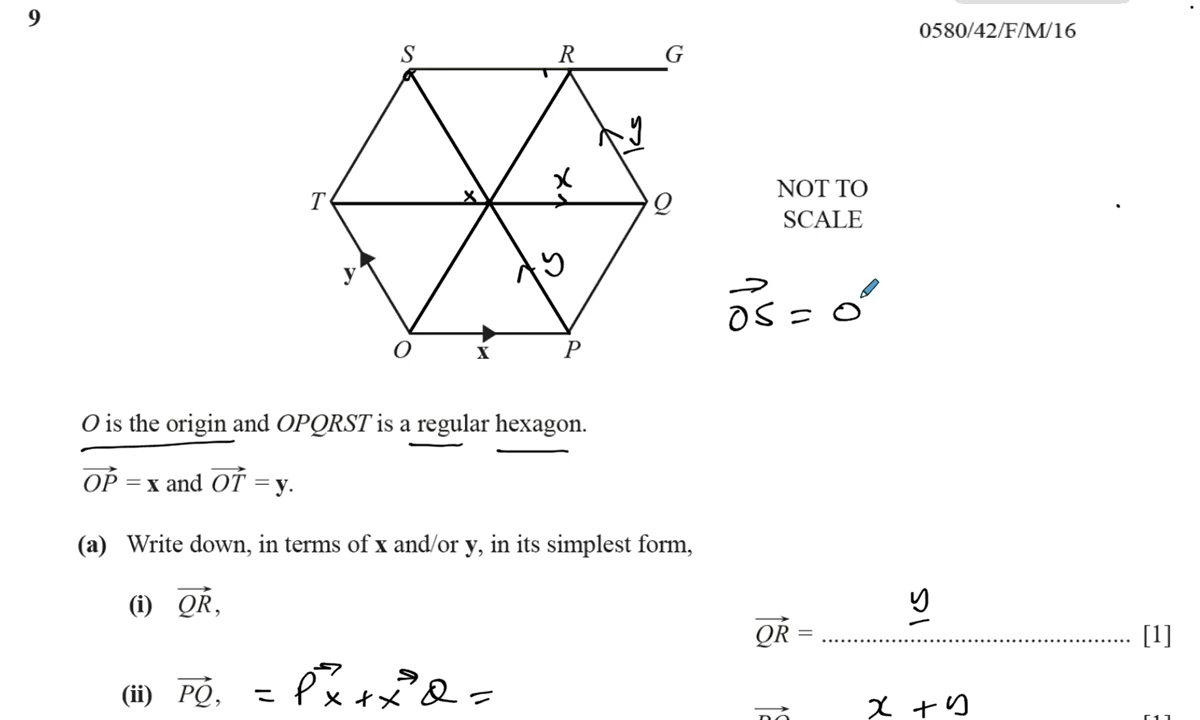 9
0580/42/F/M/16
S R G
y
x
T Q
NOT TO
SCALE
x
y y
OS = O
O x P
O is the origin and OPQRST is a regular hexagon.
OP = x and OT = y.
(a) Write down, in terms of x and/or y, in its simplest form,
(i) QR,
y
QR = ........................................................ [1]
(ii) PQ, = Px + xQ =
x + y